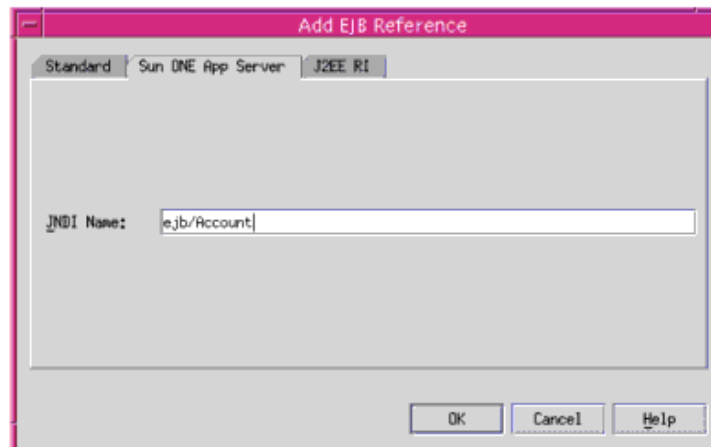 Add EJB Reference
Standard Sun ONE App Server J2EE RI
JNDI Name: ejb/Account
OK Cancel Help